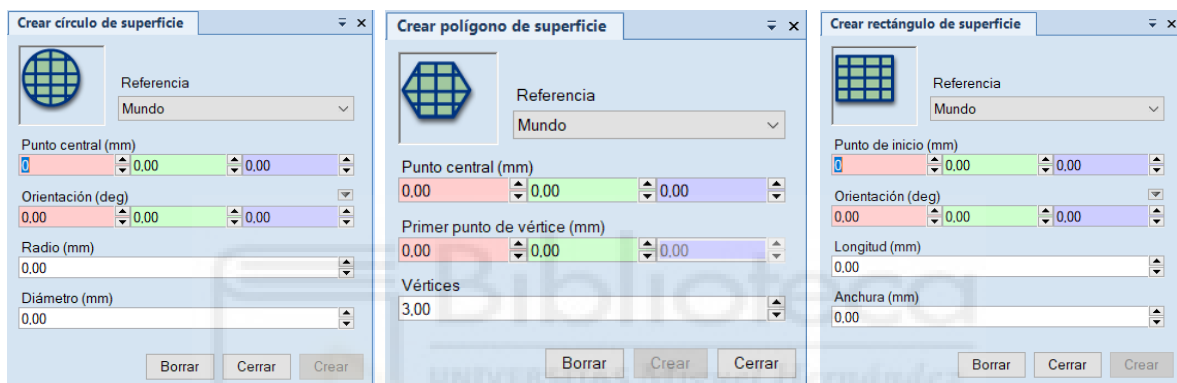 Crear círculo de superficie
Referencia
Mundo
Punto central (mm)
0 0,00 0,00
Orientación (deg)
0,00 0,00 0,00
Radio (mm)
0,00
Diámetro (mm)
0,00
Borrar Cerrar Crear
Crear polígono de superficie
Referencia
Mundo
Punto central (mm)
0,00 0,00 0,00
Primer punto de vértice (mm)
0,00 0,00 0,00
Vértices
3,00
Borrar Crear Cerrar
Crear rectángulo de superficie
Referencia
Mundo
Punto de inicio (mm)
0 0,00 0,00
Orientación (deg)
0,00 0,00 0,00
Longitud (mm)
0,00
Anchura (mm)
0,00
Borrar Cerrar Crear
Biblioteca
UNIVERSITAS Miguel Hernández